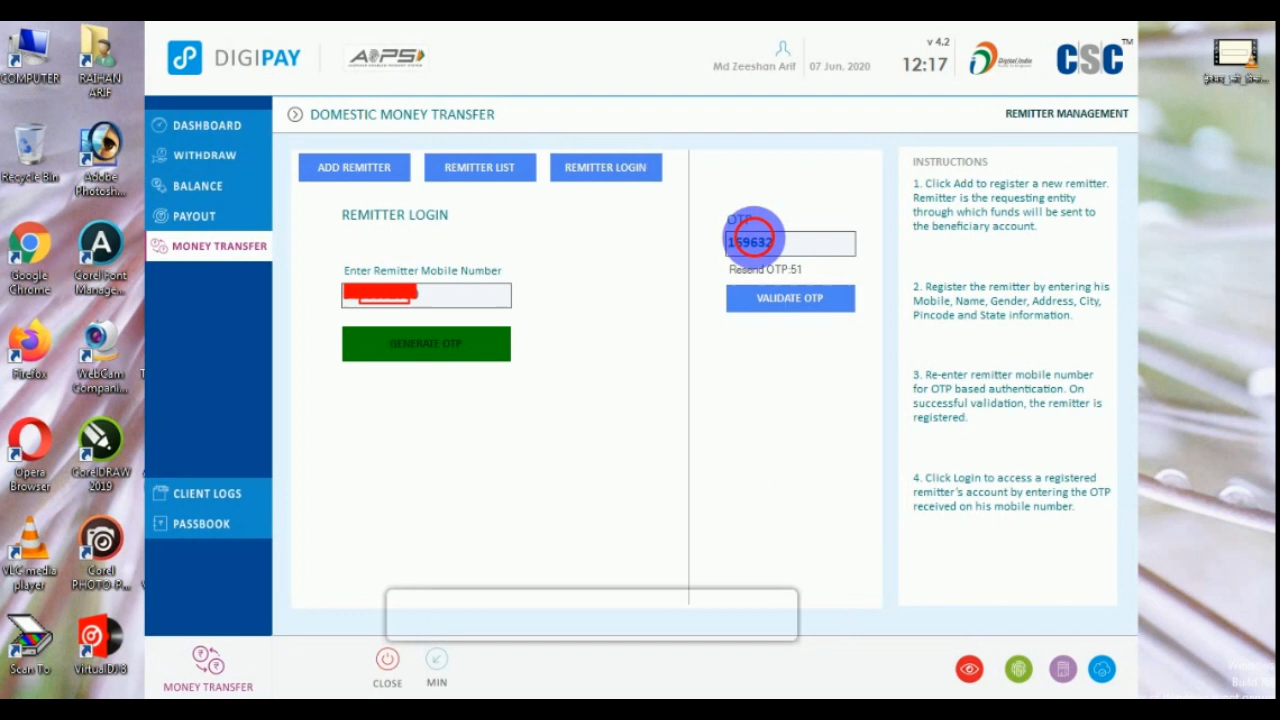 COMPUTER
RAIHAN
ARIF
Recycle Bin
Adobe
Photosh...
Google
Chrome
Corel Font
Manage...
Firefox
WebCam
Compani...
Opera
Browser
CorelDRAW
2019
VLC media
player
Corel
PHOTO-P...
Scan To
VirtualDJ 8
DIGIPAY
AePS
Md Zeeshan Arif
07 Jun. 2020
v 4.2
12:17
Digital India
CSC™
DASHBOARD
WITHDRAW
BALANCE
PAYOUT
MONEY TRANSFER
CLIENT LOGS
PASSBOOK
MONEY TRANSFER
DOMESTIC MONEY TRANSFER
REMITTER MANAGEMENT
ADD REMITTER
REMITTER LIST
REMITTER LOGIN
REMITTER LOGIN
Enter Remitter Mobile Number
GENERATE OTP
OTP
169632
Resend OTP:51
VALIDATE OTP
INSTRUCTIONS
1. Click Add to register a new remitter.
Remitter is the requesting entity
through which funds will be sent to
the beneficiary account.
2. Register the remitter by entering his
Mobile, Name, Gender, Address, City,
Pincode and State information.
3. Re-enter remitter mobile number
for OTP based authentication. On
successful validation, the remitter is
registered.
4. Click Login to access a registered
remitter's account by entering the OTP
received on his mobile number.
CLOSE
MIN